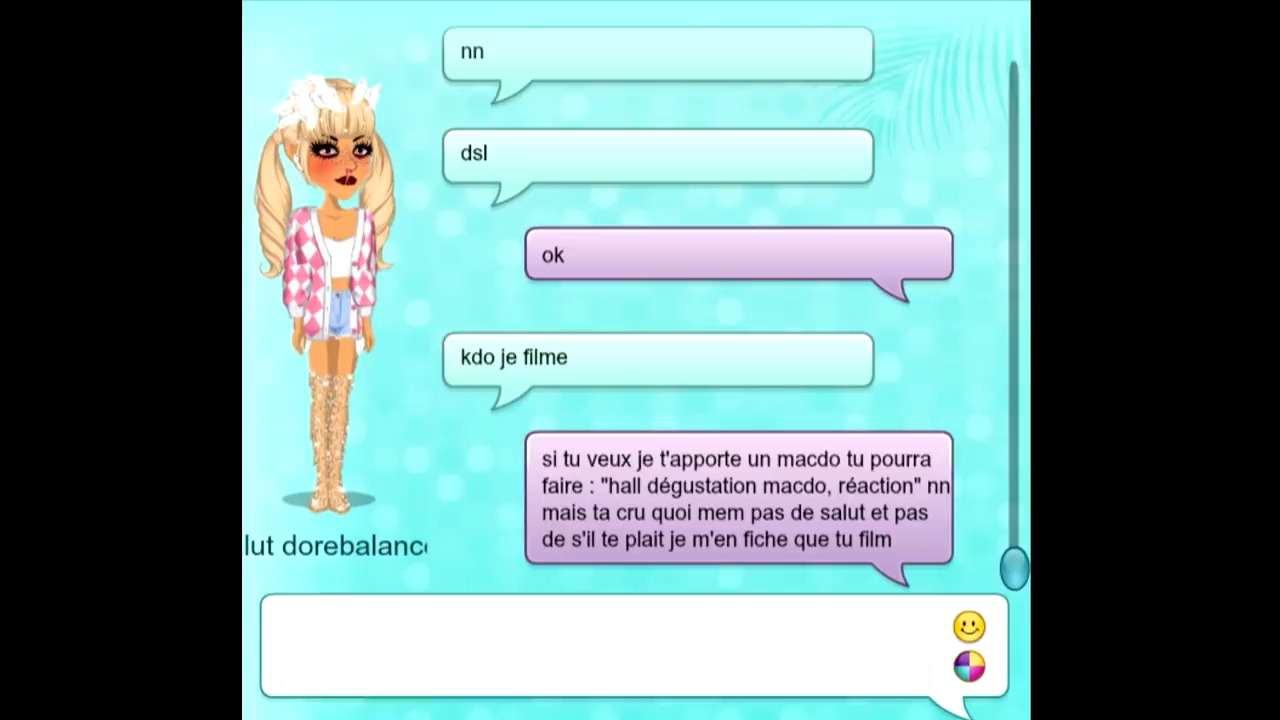 nn
dsl
ok
kdo je filme
si tu veux je t'apporte un macdo tu pourra
faire : "hall dégustation macdo, réaction" nn
mais ta cru quoi mem pas de salut et pas
de s'il te plait je m'en fiche que tu film
lut dorebalanc